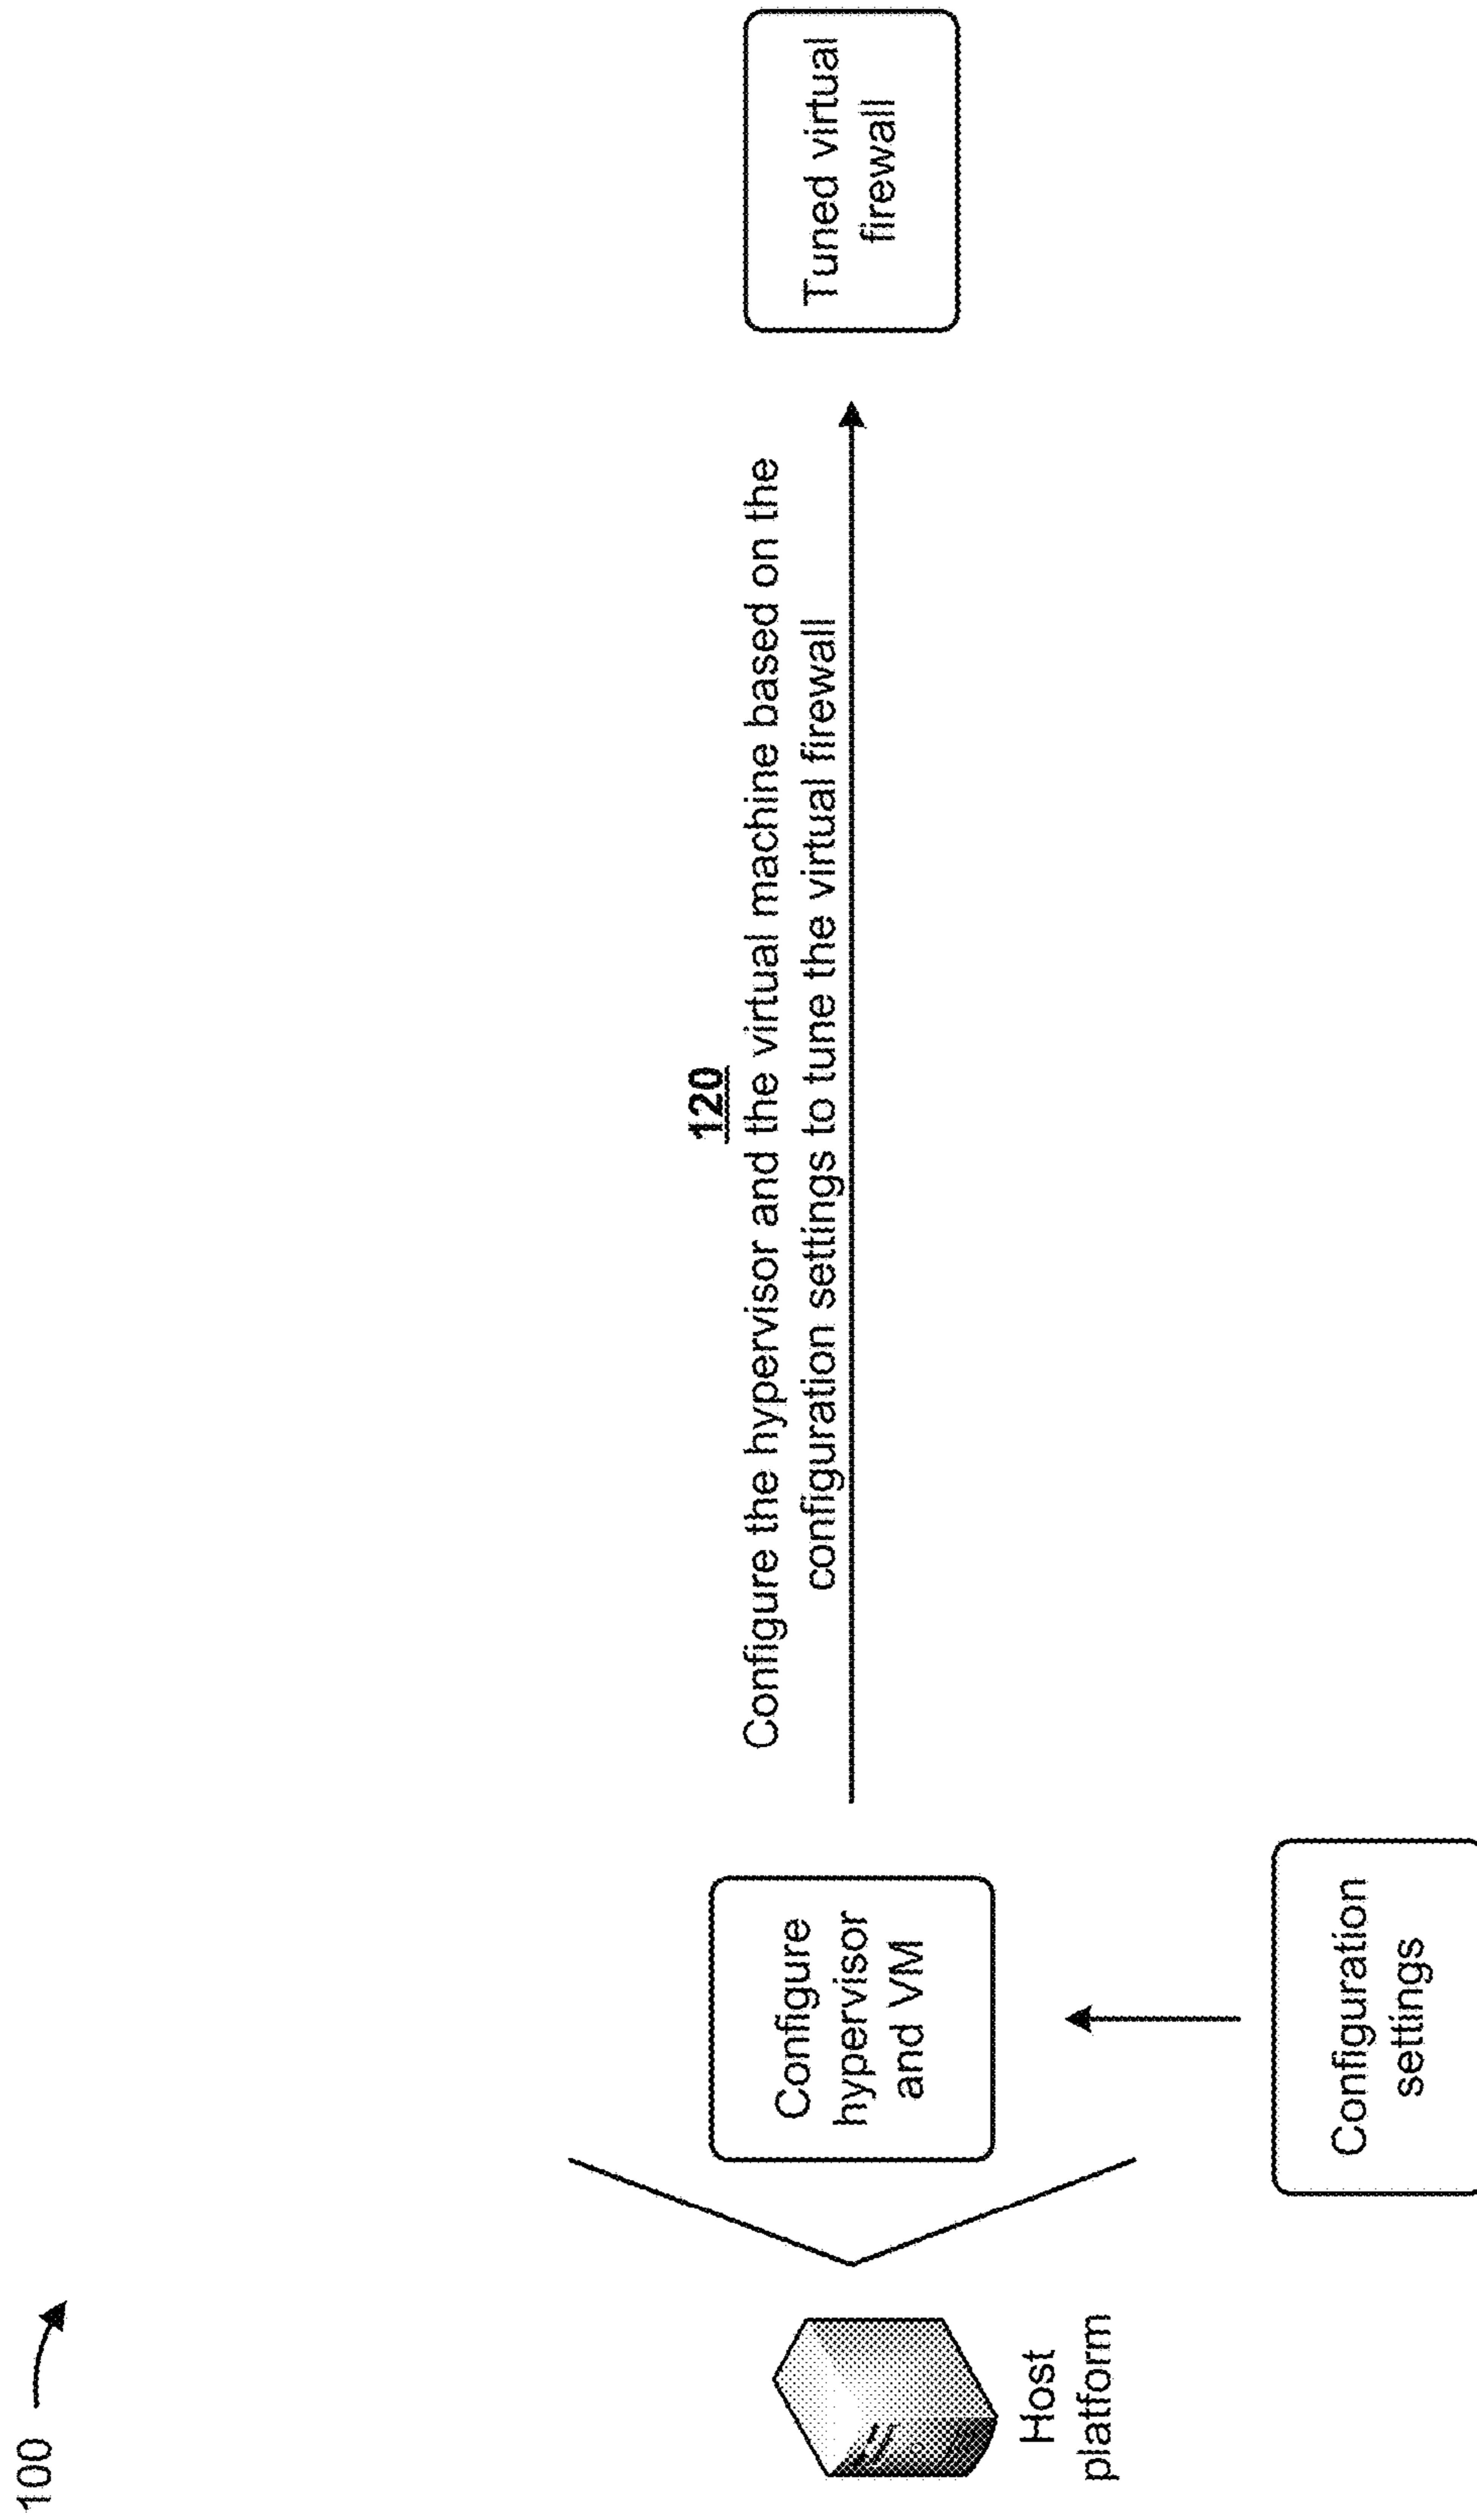 100
120
Configure the hypervisor and the virtual machine based on the
configuration settings to tune the virtual firewall
Host
platform
Configure
hypervisor
and VM
Tuned virtual
firewall
Configuration
settings